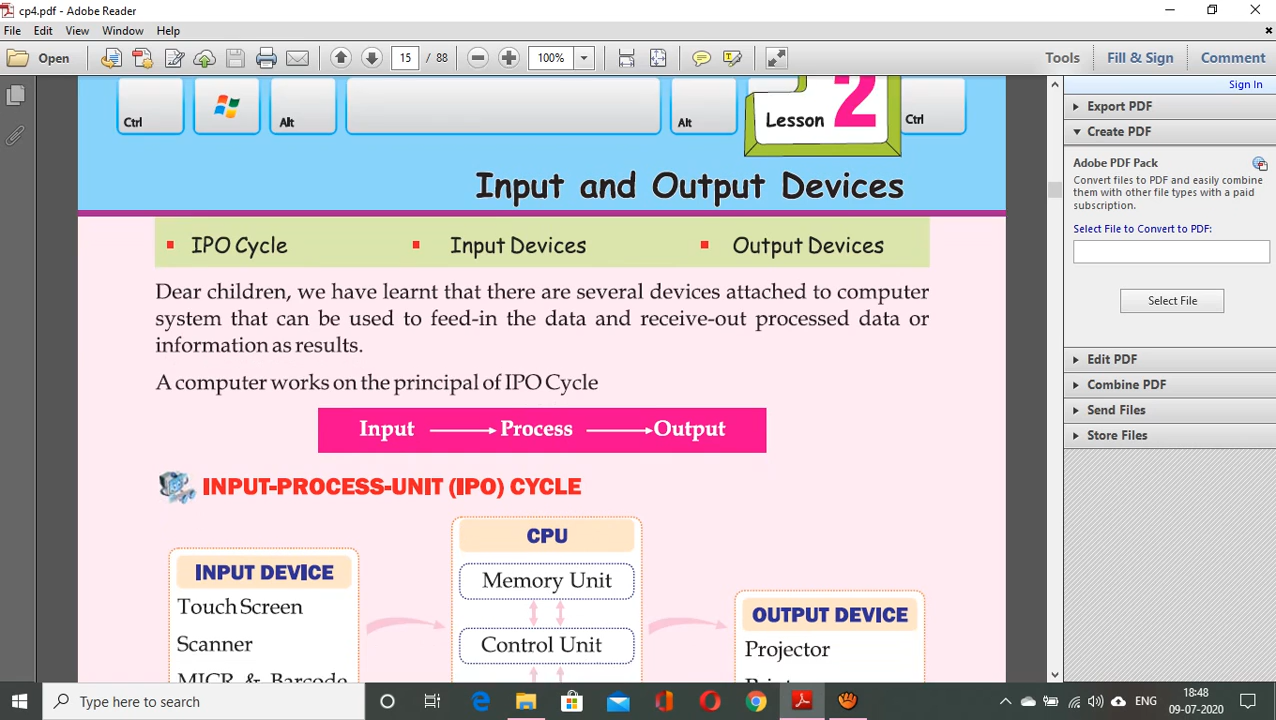 cp4.pdf - Adobe Reader
File Edit View Window Help
Open 15 / 88 100% Tools Fill & Sign Comment
Sign In
Ctrl Alt Alt Lesson 2 Ctrl
Input and Output Devices
IPO Cycle Input Devices Output Devices
Dear children, we have learnt that there are several devices attached to computer
system that can be used to feed-in the data and receive-out processed data or
information as results.
A computer works on the principal of IPO Cycle
Input Process Output
INPUT-PROCESS-UNIT (IPO) CYCLE
INPUT DEVICE
Touch Screen
Scanner
MICR & Barcode
CPU
Memory Unit
Control Unit
OUTPUT DEVICE
Projector
Export PDF
Create PDF
Adobe PDF Pack
Convert files to PDF and easily combine
them with other file types with a paid
subscription.
Select File to Convert to PDF:
Select File
Edit PDF
Combine PDF
Send Files
Store Files
Type here to search
ENG
18:48
09-07-2020